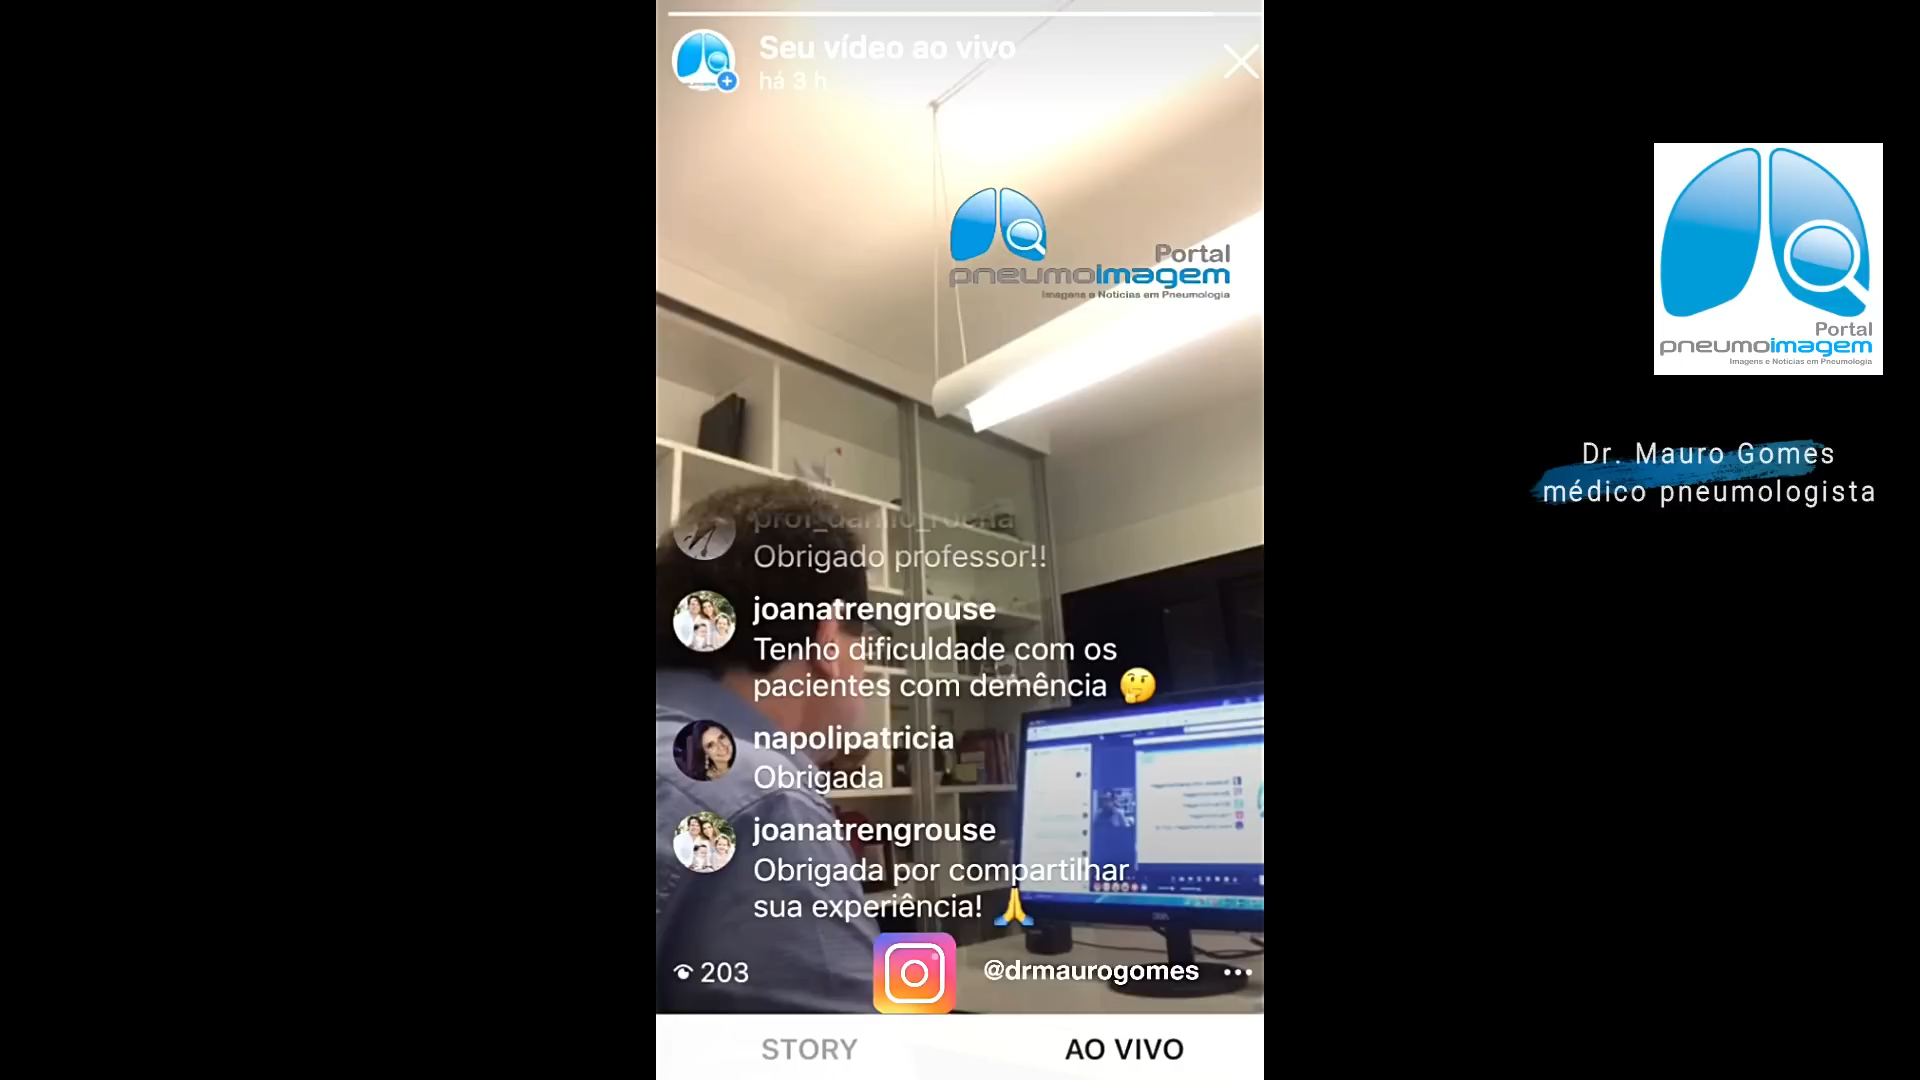 Seu vídeo ao vivo
há 3 h
Portal
pneumoimagem
Imagens e Notícias em Pneumologia
prof_danilo_rocha
Obrigado professor!!
joanatrengrouse
Tenho dificuldade com os
pacientes com demência 🤔
napolipatricia
Obrigada
joanatrengrouse
Obrigada por compartilhar
sua experiência! 🙏
203
@drmaurogomes
STORY
AO VIVO
Portal
pneumoimagem
Imagens e Notícias em Pneumologia
Dr. Mauro Gomes
médico pneumologista